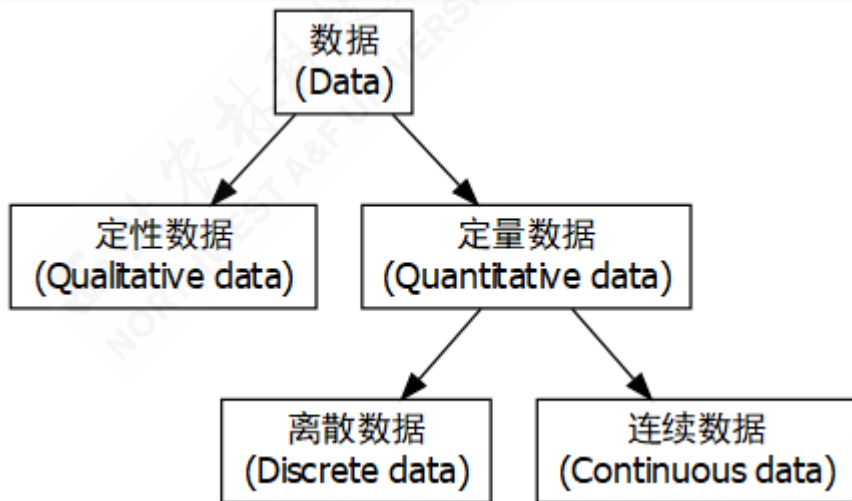 数据
(Data)
定性数据
(Qualitative data)
定量数据
(Quantitative data)
离散数据
(Discrete data)
连续数据
(Continuous data)